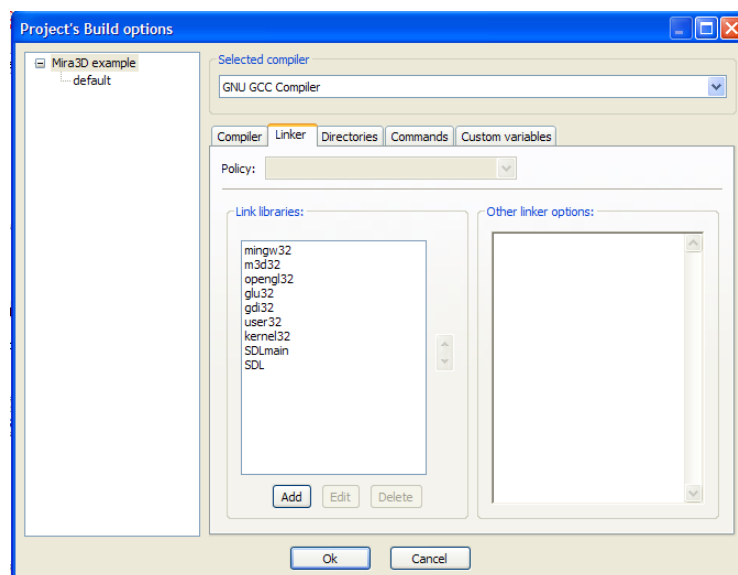 Project's Build options
Mira3D example
default
Selected compiler
GNU GCC Compiler
Compiler Linker Directories Commands Custom variables
Policy:
Link libraries:
Other linker options:
mingw32
m3d32
opengl32
glu32
gdi32
user32
kernel32
SDLmain
SDL
Add Edit Delete
Ok Cancel